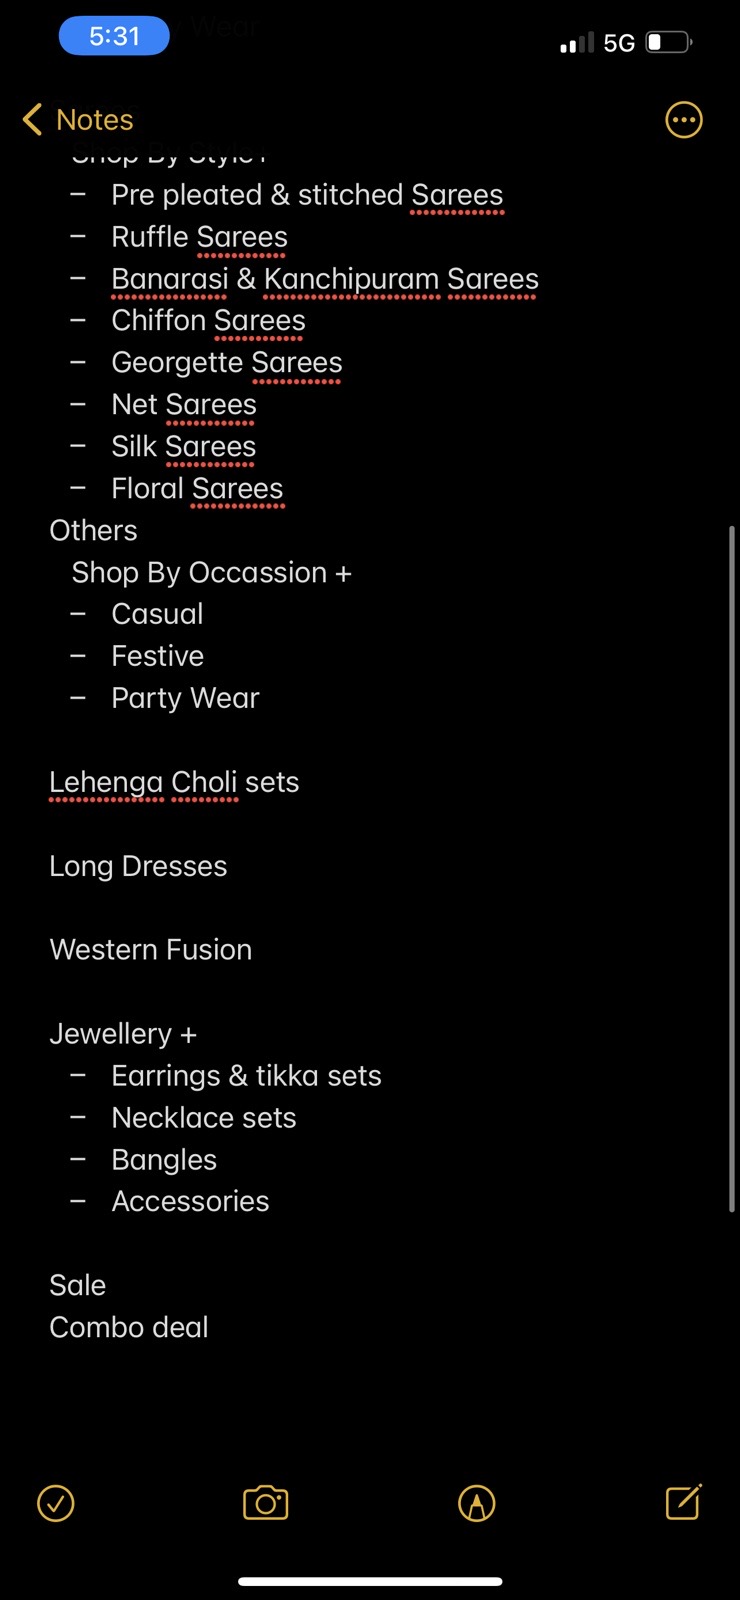 5:31
5G
Notes
Shop By Style+
– Pre pleated & stitched Sarees
– Ruffle Sarees
– Banarasi & Kanchipuram Sarees
– Chiffon Sarees
– Georgette Sarees
– Net Sarees
– Silk Sarees
– Floral Sarees
Others
Shop By Occassion +
– Casual
– Festive
– Party Wear
Lehenga Choli sets
Long Dresses
Western Fusion
Jewellery +
– Earrings & tikka sets
– Necklace sets
– Bangles
– Accessories
Sale
Combo deal